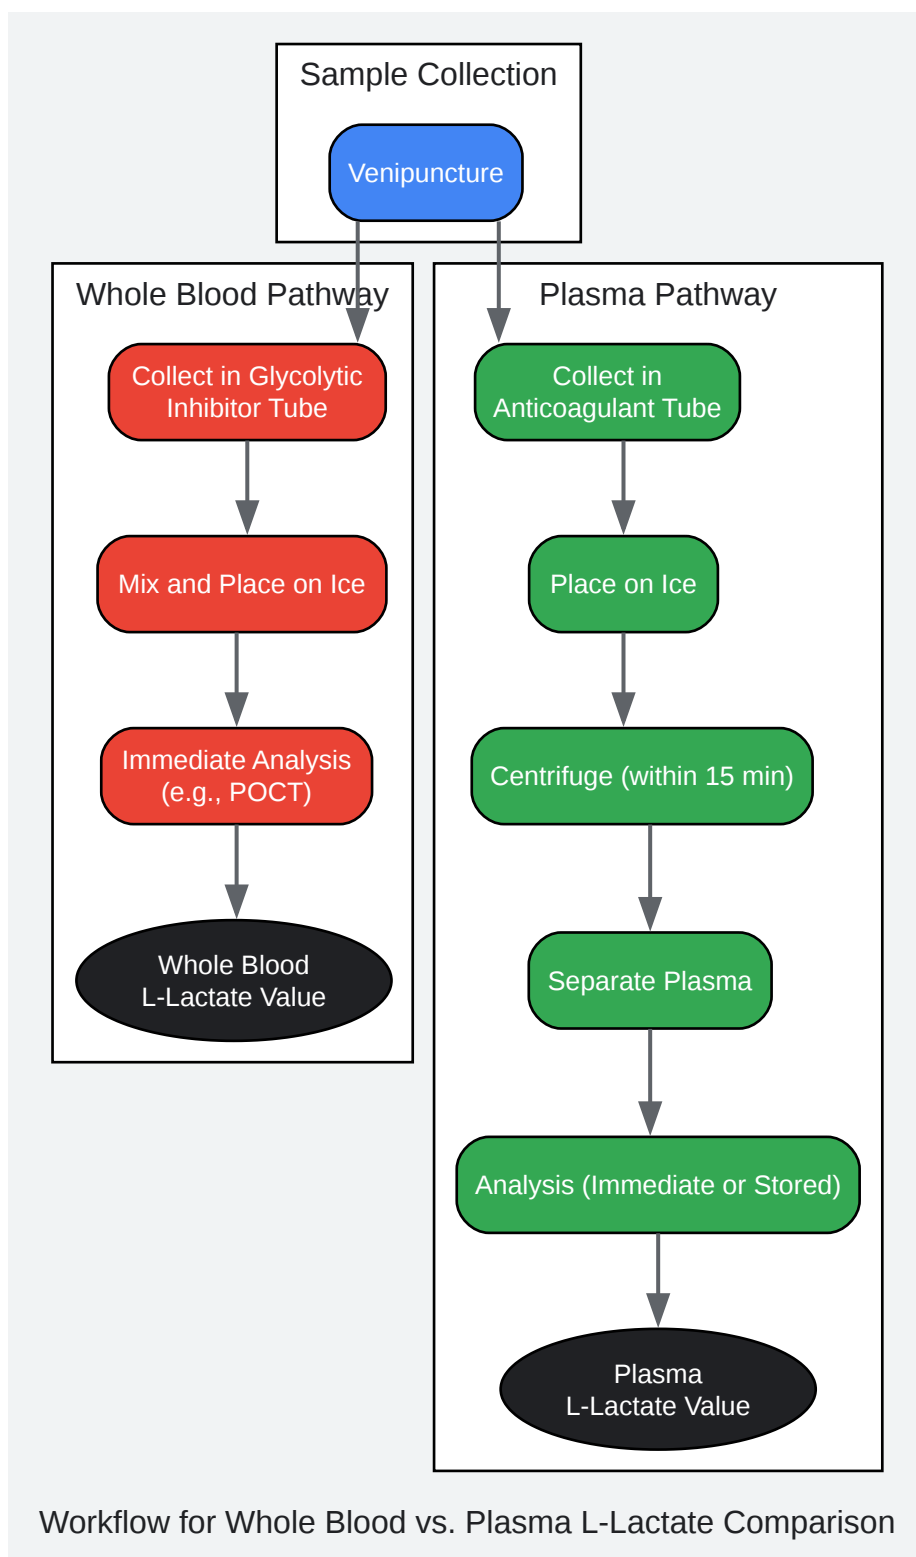 Sample Collection
Venipuncture
Whole Blood Pathway
Collect in Glycolytic
Inhibitor Tube
Mix and Place on Ice
Immediate Analysis
(e.g., POCT)
Whole Blood
L-Lactate Value
Plasma Pathway
Collect in
Anticoagulant Tube
Place on Ice
Centrifuge (within 15 min)
Separate Plasma
Analysis (Immediate or Stored)
Plasma
L-Lactate Value
Workflow for Whole Blood vs. Plasma L-Lactate Comparison